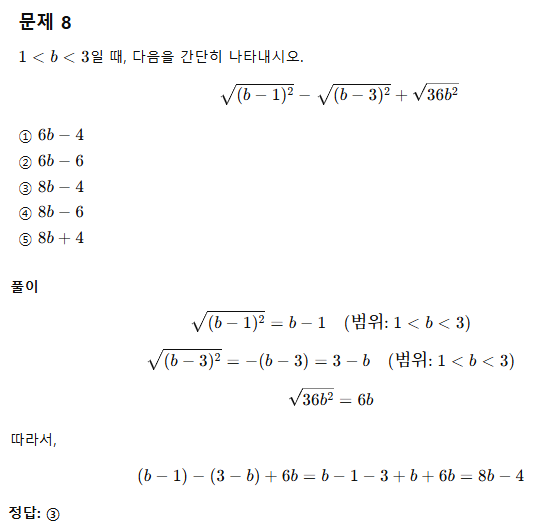 문제 8
1 < b < 3일 때, 다음을 간단히 나타내시오.
√(b − 1)² − √(b − 3)² + √36b²
① 6b − 4
② 6b − 6
③ 8b − 4
④ 8b − 6
⑤ 8b + 4
풀이
√(b − 1)² = b − 1 (범위: 1 < b < 3)
√(b − 3)² = −(b − 3) = 3 − b (범위: 1 < b < 3)
√36b² = 6b
따라서,
(b − 1) − (3 − b) + 6b = b − 1 − 3 + b + 6b = 8b − 4
정답: ③